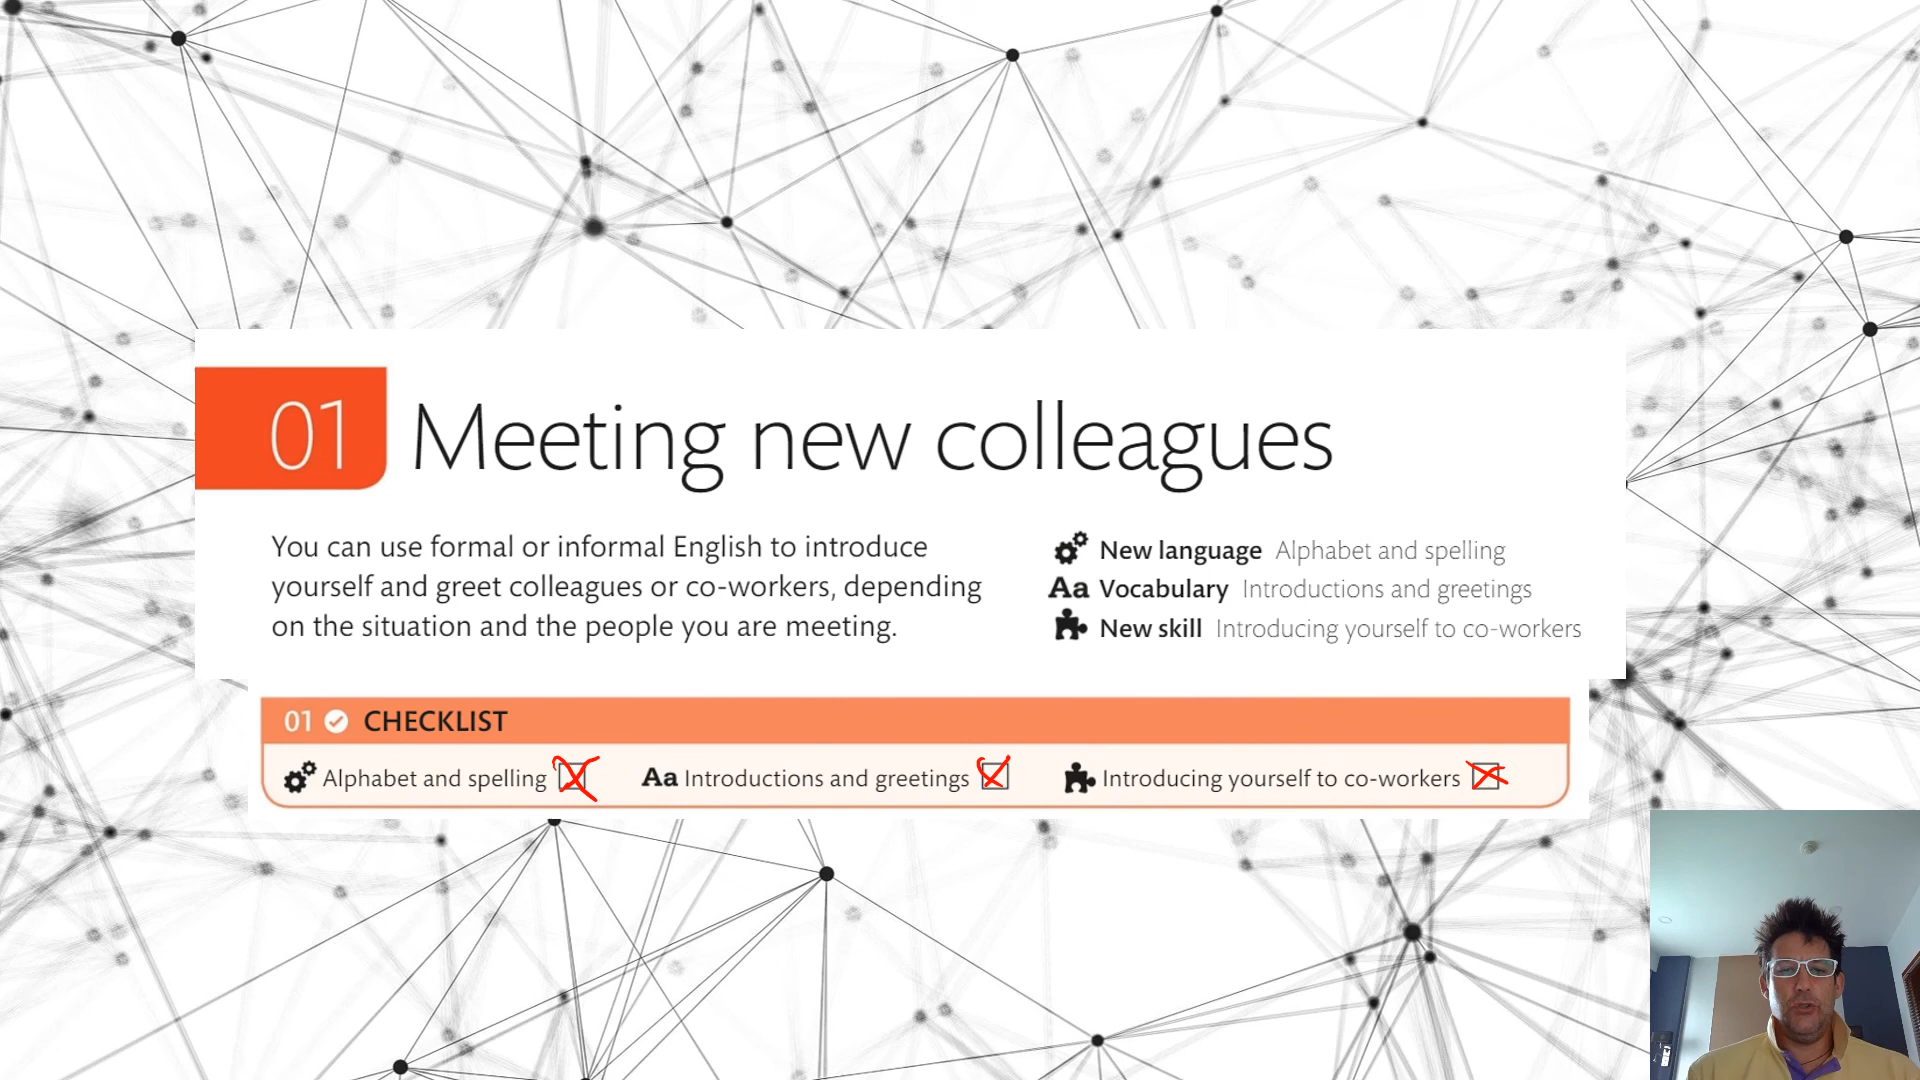 01 Meeting new colleagues
You can use formal or informal English to introduce
yourself and greet colleagues or co-workers, depending
on the situation and the people you are meeting.
New language Alphabet and spelling
Aa Vocabulary Introductions and greetings
New skill Introducing yourself to co-workers
01 CHECKLIST
Alphabet and spelling
Aa Introductions and greetings
Introducing yourself to co-workers